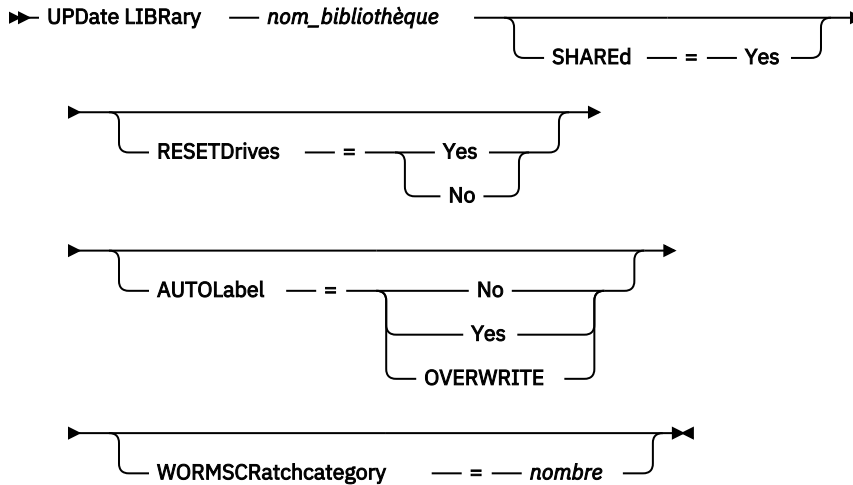 UPDate LIBRary nom_bibliothèque
SHAREd = Yes
RESETDrives = Yes
No
AUTOLabel = No
Yes
OVERWRITE
WORMSCRatchcategory = nombre